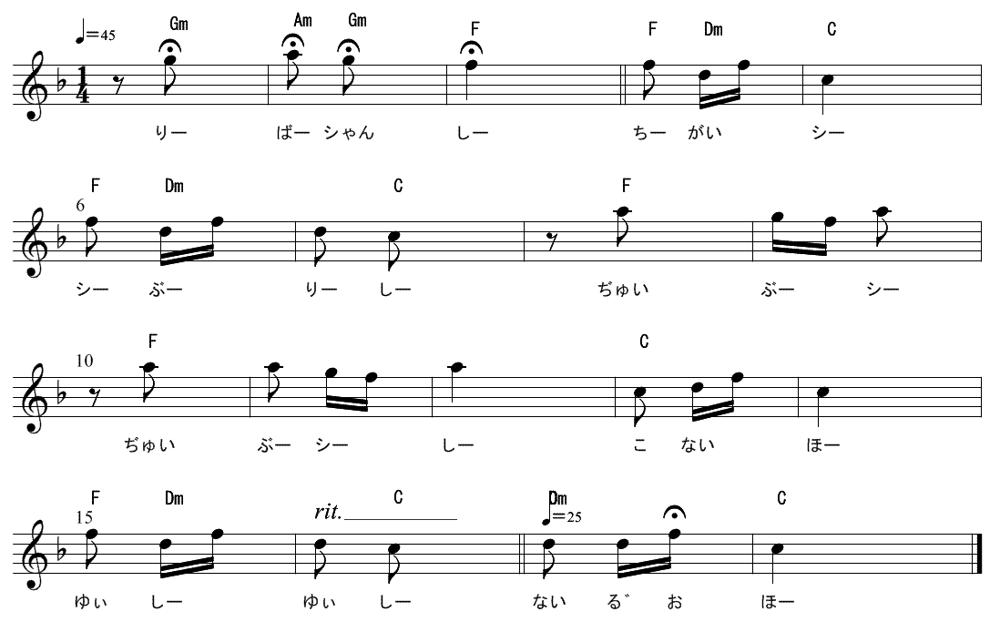 Gm Am Gm F F Dm C
♩=45
1 4
りー ばー シゃん しー ちー がい シー
F Dm C F
6
シー ぶー りー しー ぢゅい ぶー シー
F C
10
ぢゅい ぶー シー しー こ ない ほー
F Dm C Dm C
15 rit. ♩=25
ゆぃ しー ゆぃ しー ない る゛ お ほー